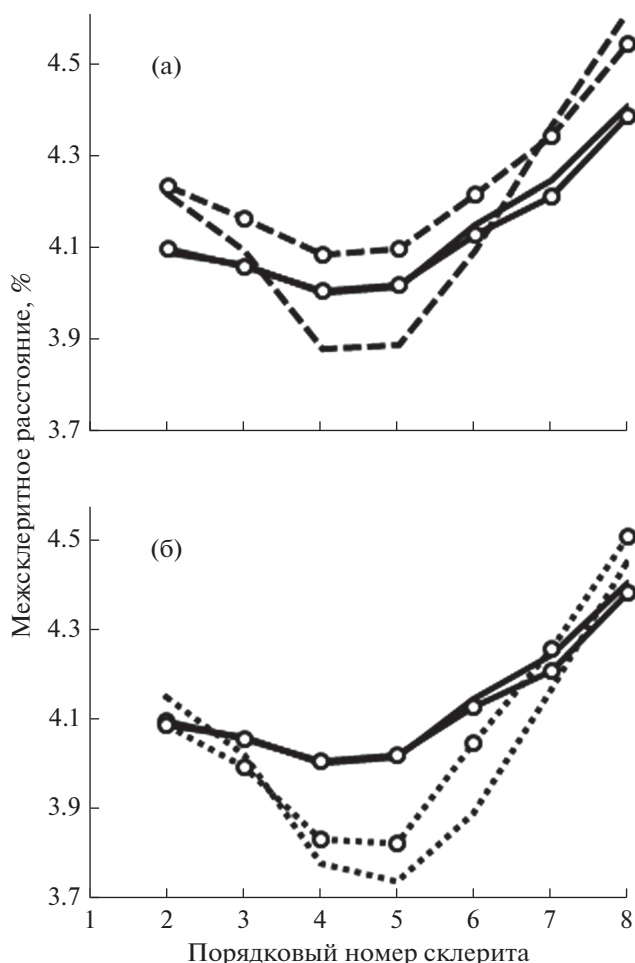 Межсклеритное расстояние, %
(а)
4.5
4.3
4.1
3.9
3.7
(б)
4.5
4.3
4.1
3.9
3.7
1 2 3 4 5 6 7 8
Порядковый номер склерита